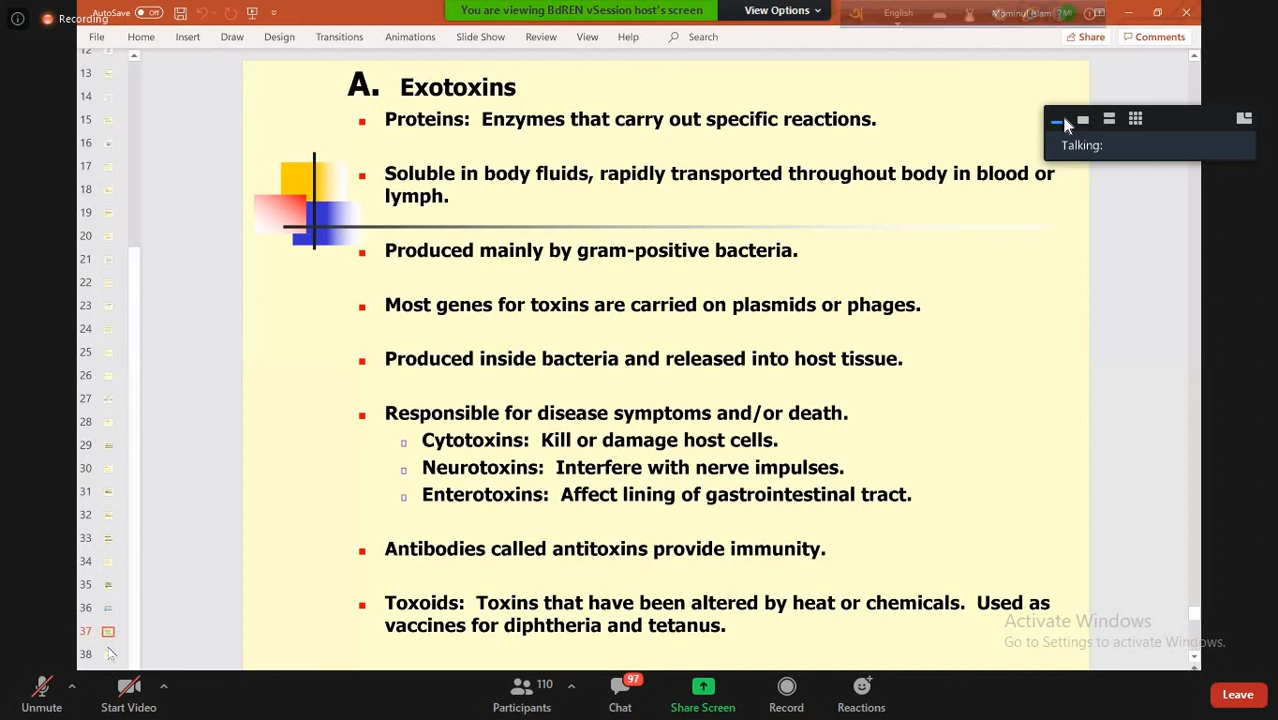 Recording
AutoSave
Off
You are viewing BdREN vSession host's screen
View Options
English
Mominul Islam
MI
File
Home
Insert
Draw
Design
Transitions
Animations
Slide Show
Review
View
Help
Search
Share
Comments
12
13
14
15
16
17
18
19
20
21
22
23
24
25
26
27
28
29
30
31
32
33
34
35
36
37
38
A. Exotoxins
Proteins: Enzymes that carry out specific reactions.
Soluble in body fluids, rapidly transported throughout body in blood or
lymph.
Produced mainly by gram-positive bacteria.
Most genes for toxins are carried on plasmids or phages.
Produced inside bacteria and released into host tissue.
Responsible for disease symptoms and/or death.
Cytotoxins: Kill or damage host cells.
Neurotoxins: Interfere with nerve impulses.
Enterotoxins: Affect lining of gastrointestinal tract.
Antibodies called antitoxins provide immunity.
Toxoids: Toxins that have been altered by heat or chemicals. Used as
vaccines for diphtheria and tetanus.
Talking:
Activate Windows
Go to Settings to activate Windows.
Unmute
Start Video
110
Participants
97
Chat
Share Screen
Record
Reactions
Leave